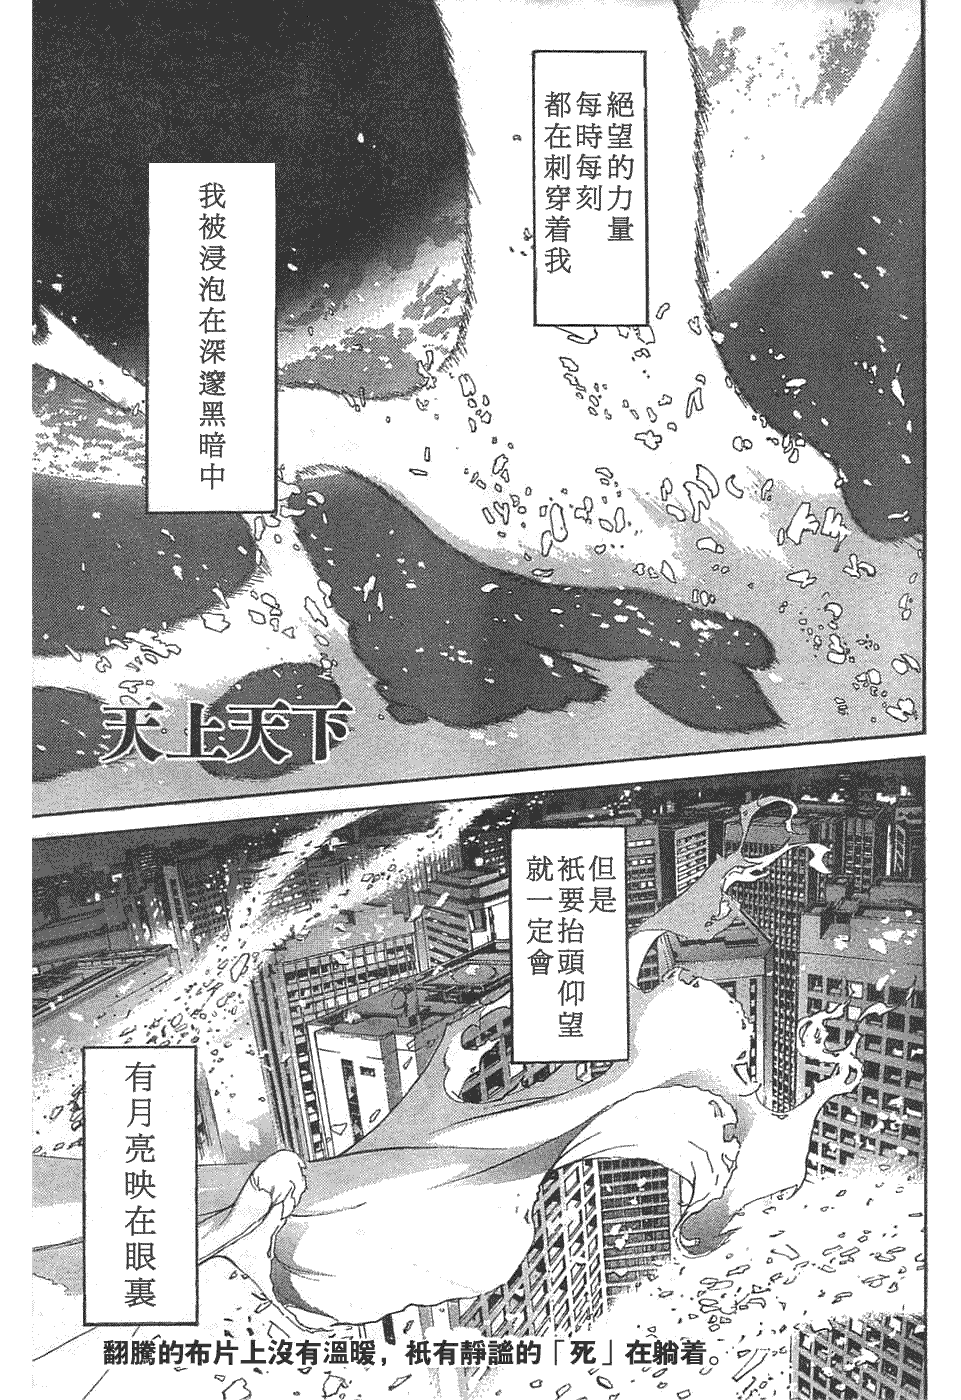 絕望的力量
每時每刻
都在刺穿着我
我被浸泡在深邃黑暗中
天上天下
但是
衹要抬頭仰望
就一定會
有月亮映在眼裏
翻騰的布片上沒有溫暖，衹有靜謐的「死」在躺着。